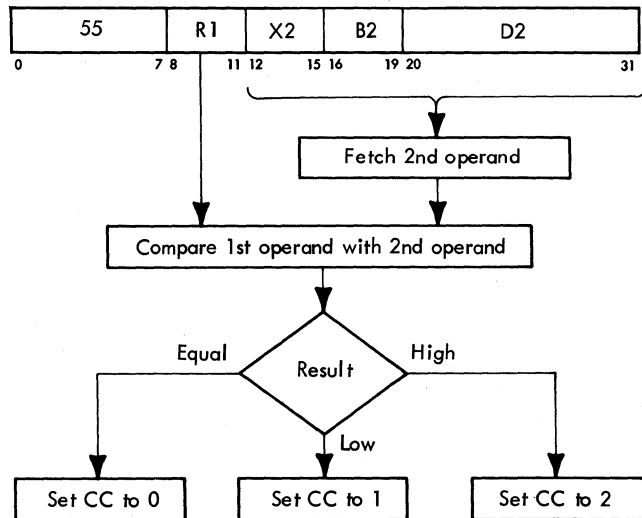 55 R1 X2 B2 D2
0 7 8 11 12 15 16 19 20 31
Fetch 2nd operand
Compare 1st operand with 2nd operand
Equal Result High
Low
Set CC to 0 Set CC to 1 Set CC to 2